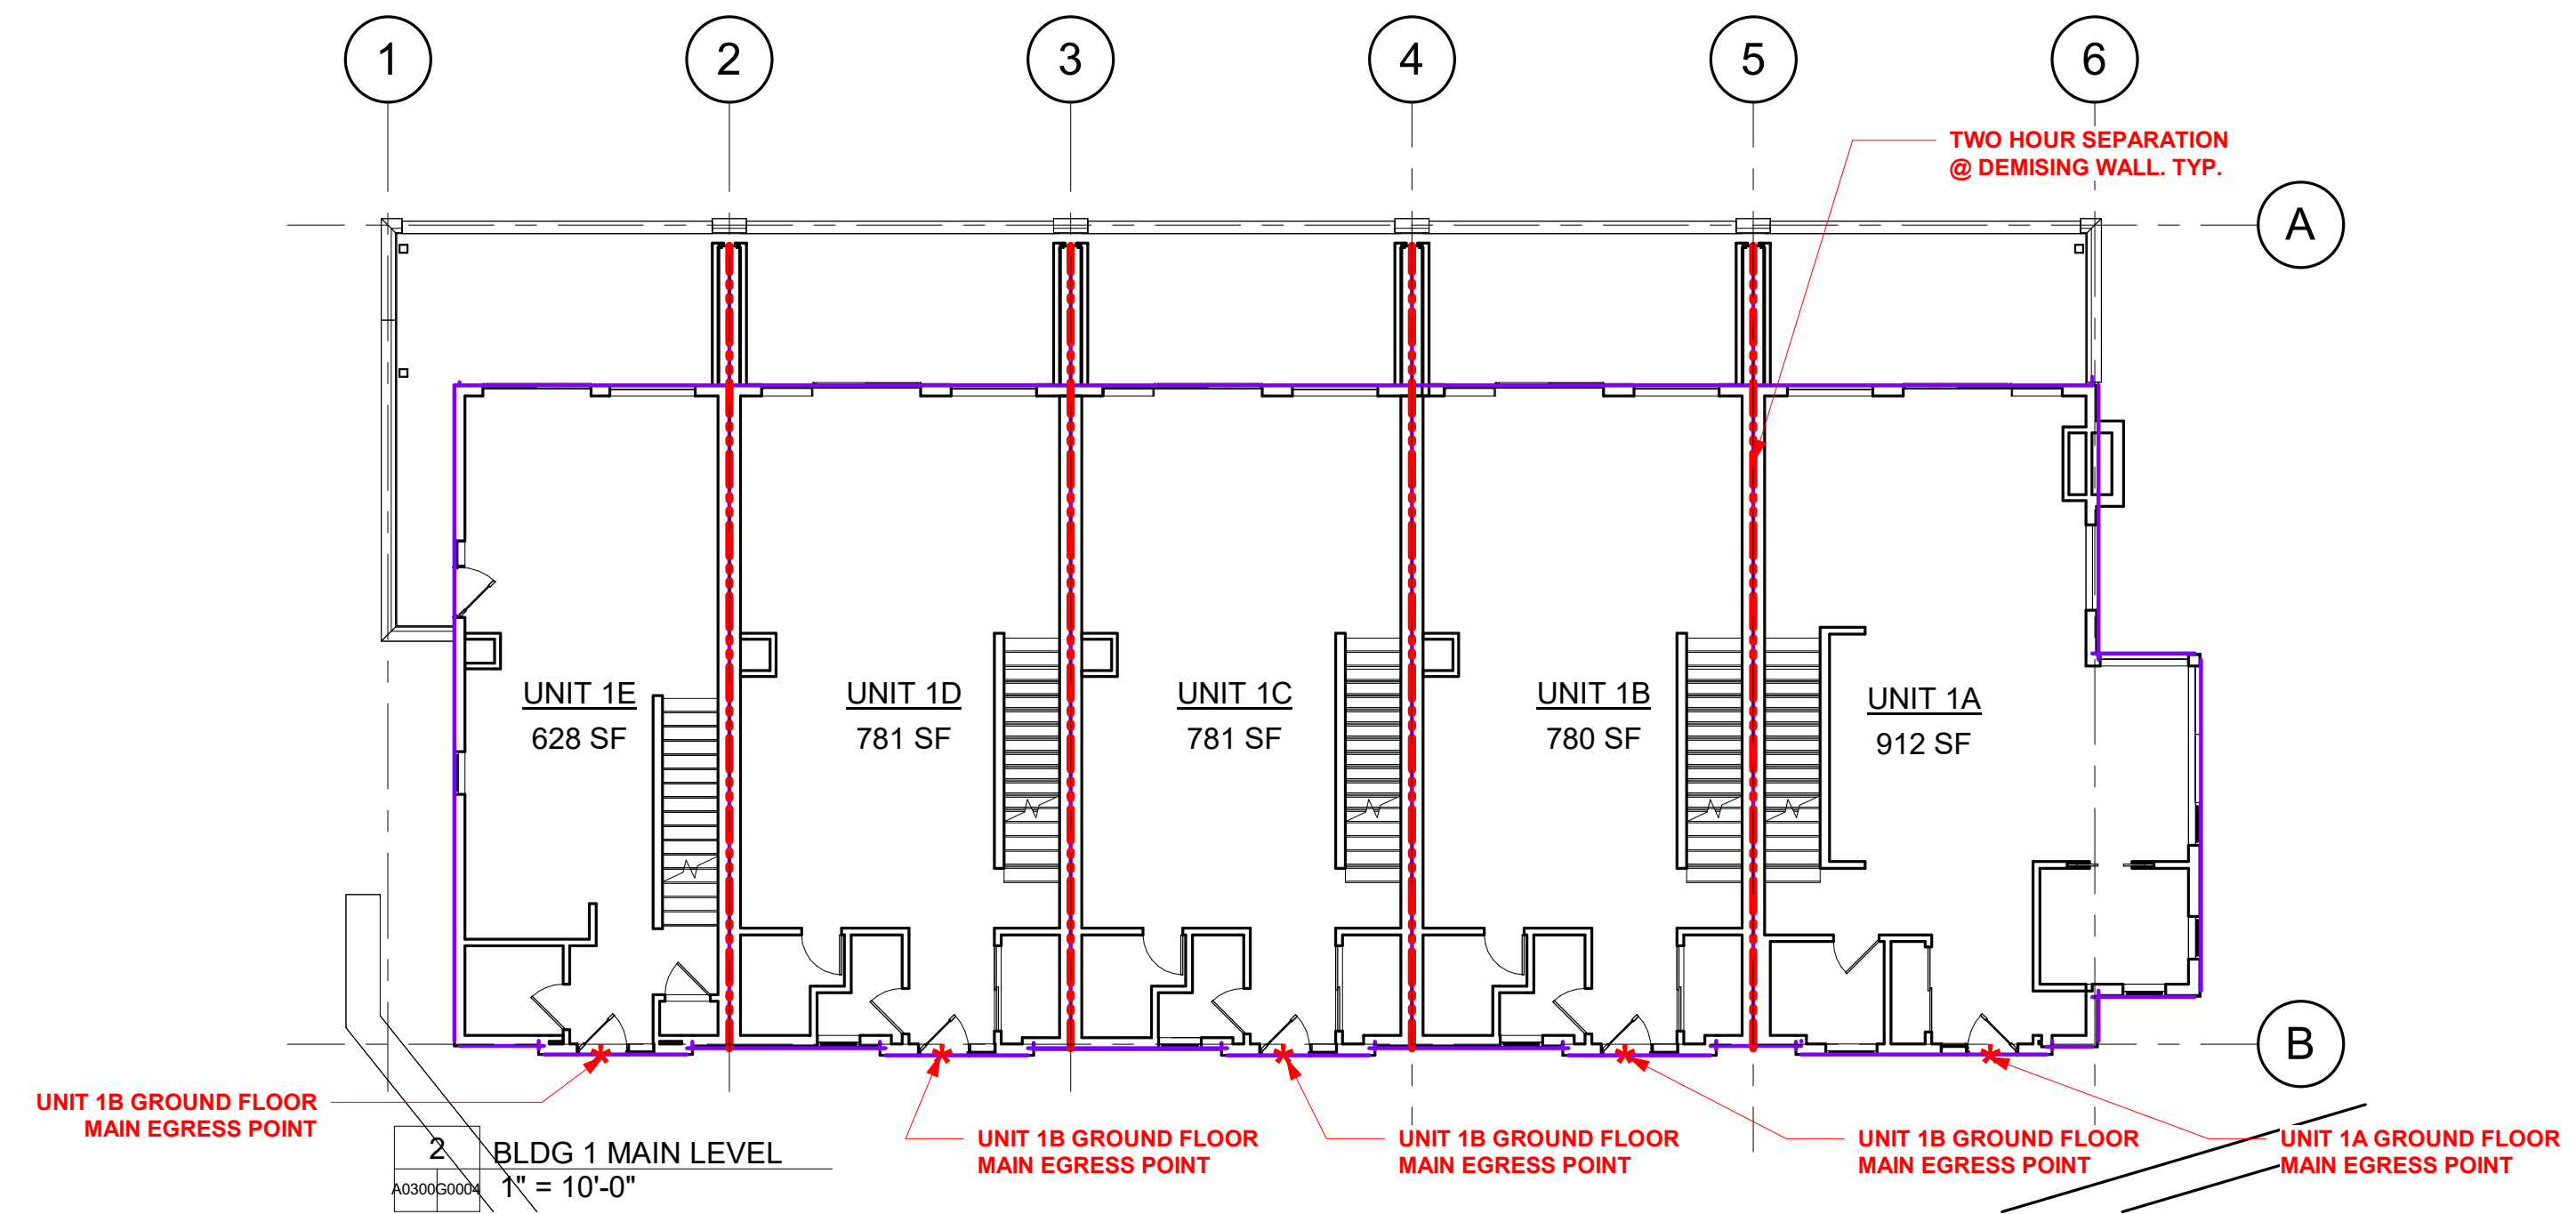 1
2
3
4
5
6
TWO HOUR SEPARATION
@ DEMISING WALL. TYP.
A
UNIT 1E
628 SF
UNIT 1D
781 SF
UNIT 1C
781 SF
UNIT 1B
780 SF
UNIT 1A
912 SF
B
UNIT 1B GROUND FLOOR
MAIN EGRESS POINT
UNIT 1B GROUND FLOOR
MAIN EGRESS POINT
UNIT 1B GROUND FLOOR
MAIN EGRESS POINT
UNIT 1B GROUND FLOOR
MAIN EGRESS POINT
UNIT 1A GROUND FLOOR
MAIN EGRESS POINT
2
BLDG 1 MAIN LEVEL
A0300 G0004
1" = 10'-0"